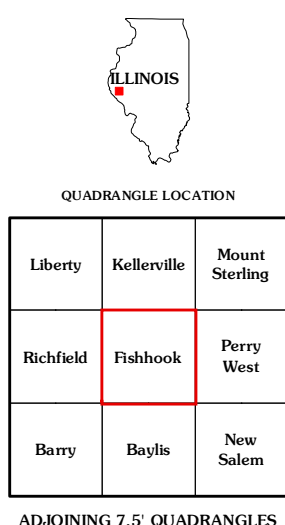 ILLINOIS
QUADRANGLE LOCATION
Liberty
Kellerville
Mount
Sterling
Richfield
Fishhook
Perry
West
Barry
Baylis
New
Salem
ADJOINING 7.5' QUADRANGLES